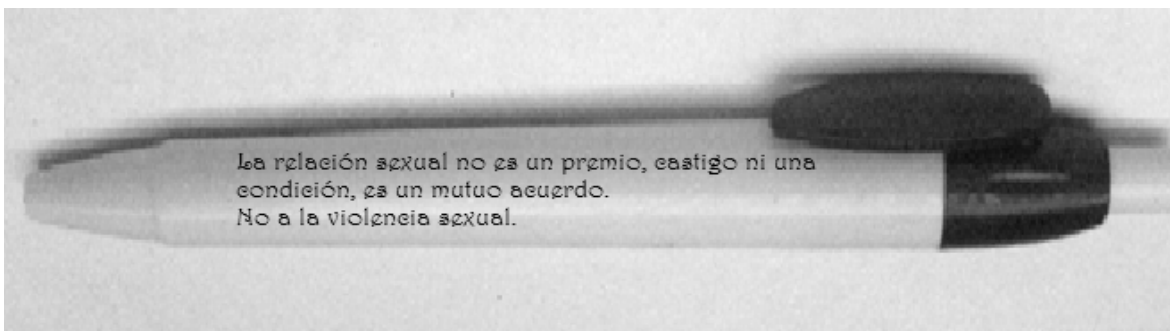 La relación sexual no es un premio, castigo ni una
condición, es un mutuo acuerdo.
No a la violencia sexual.